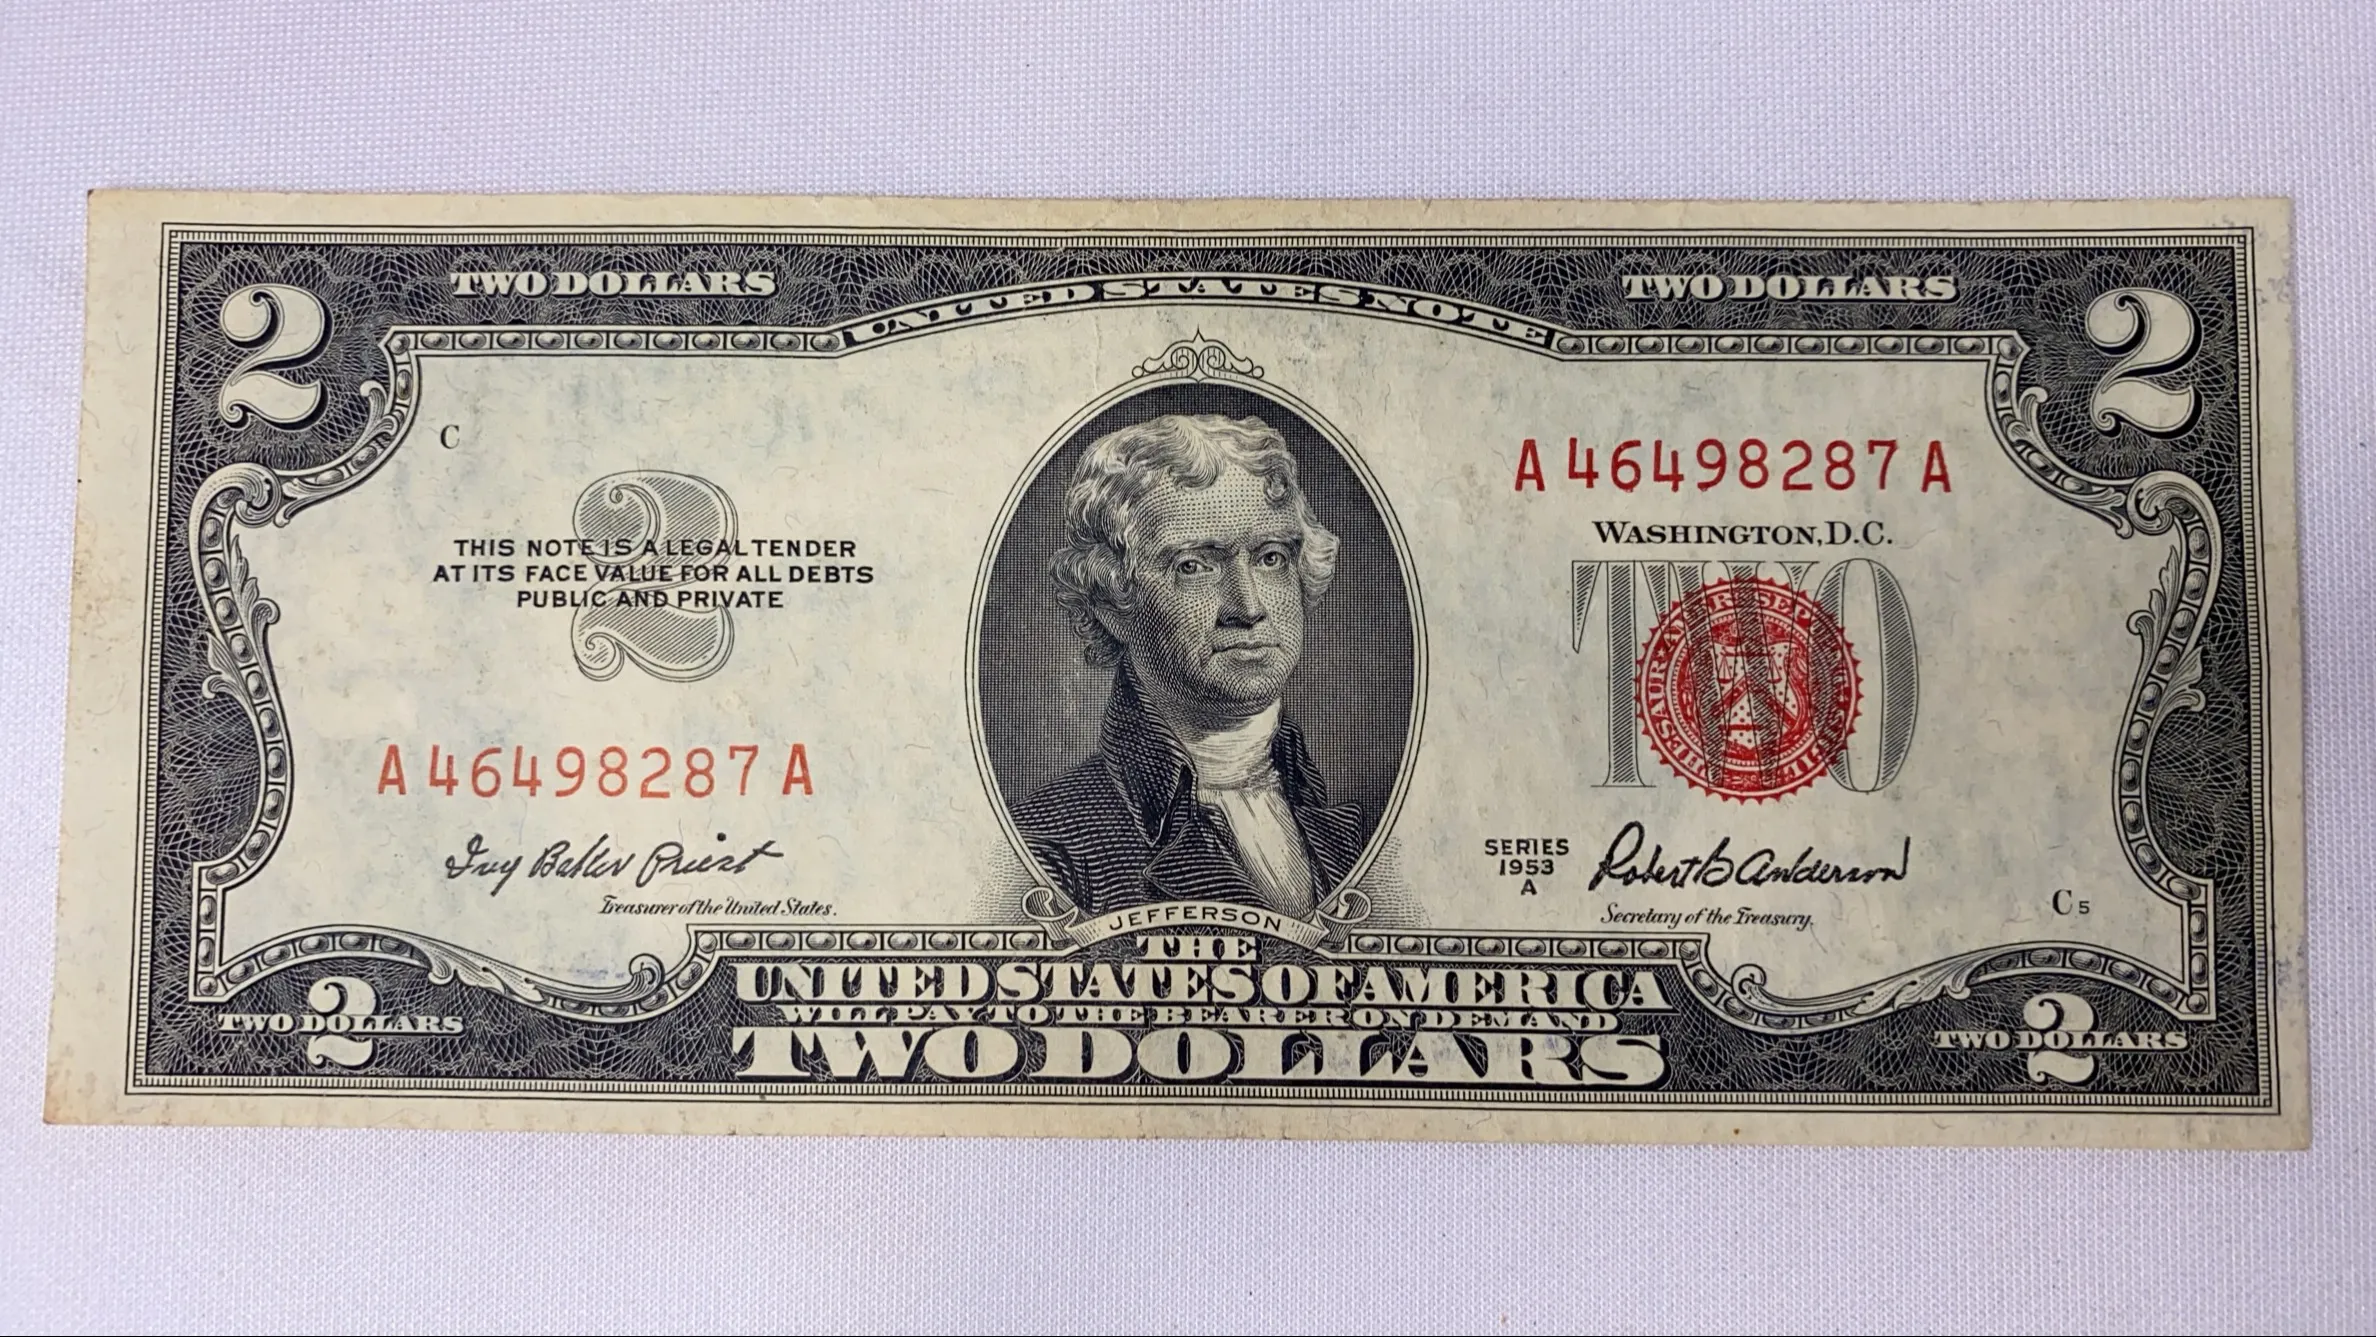 2 TWO DOLLARS UNITED STATES NOTE TWO DOLLARS 2
C
A 46498287 A
WASHINGTON, D.C.
2
THIS NOTE IS A LEGAL TENDER
AT ITS FACE VALUE FOR ALL DEBTS
PUBLIC AND PRIVATE
TWO
A 46498287 A
Ivy Baker Priest
Treasurer of the United States.
SERIES
1953
A
Robert B Anderson
Secretary of the Treasury.
C 5
JEFFERSON
THE
UNITED STATES OF AMERICA
WILL PAY TO THE BEARER ON DEMAND
TWO DOLLARS
2
TWO DOLLARS
2
TWO DOLLARS